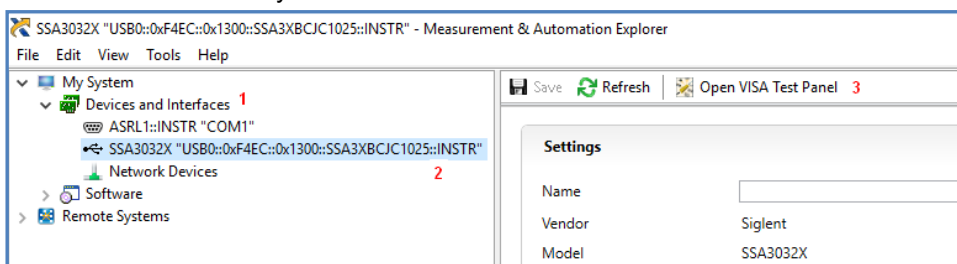 SSA3032X "USB0::0xF4EC::0x1300::SSA3XBCJC1025::INSTR" - Measurement & Automation Explorer
File Edit View Tools Help
My System
Devices and Interfaces 1
ASRL1::INSTR "COM1"
SSA3032X "USB0::0xF4EC::0x1300::SSA3XBCJC1025::INSTR"
Network Devices 2
Software
Remote Systems
Save Refresh Open VISA Test Panel 3
Settings
Name
Vendor Siglent
Model SSA3032X